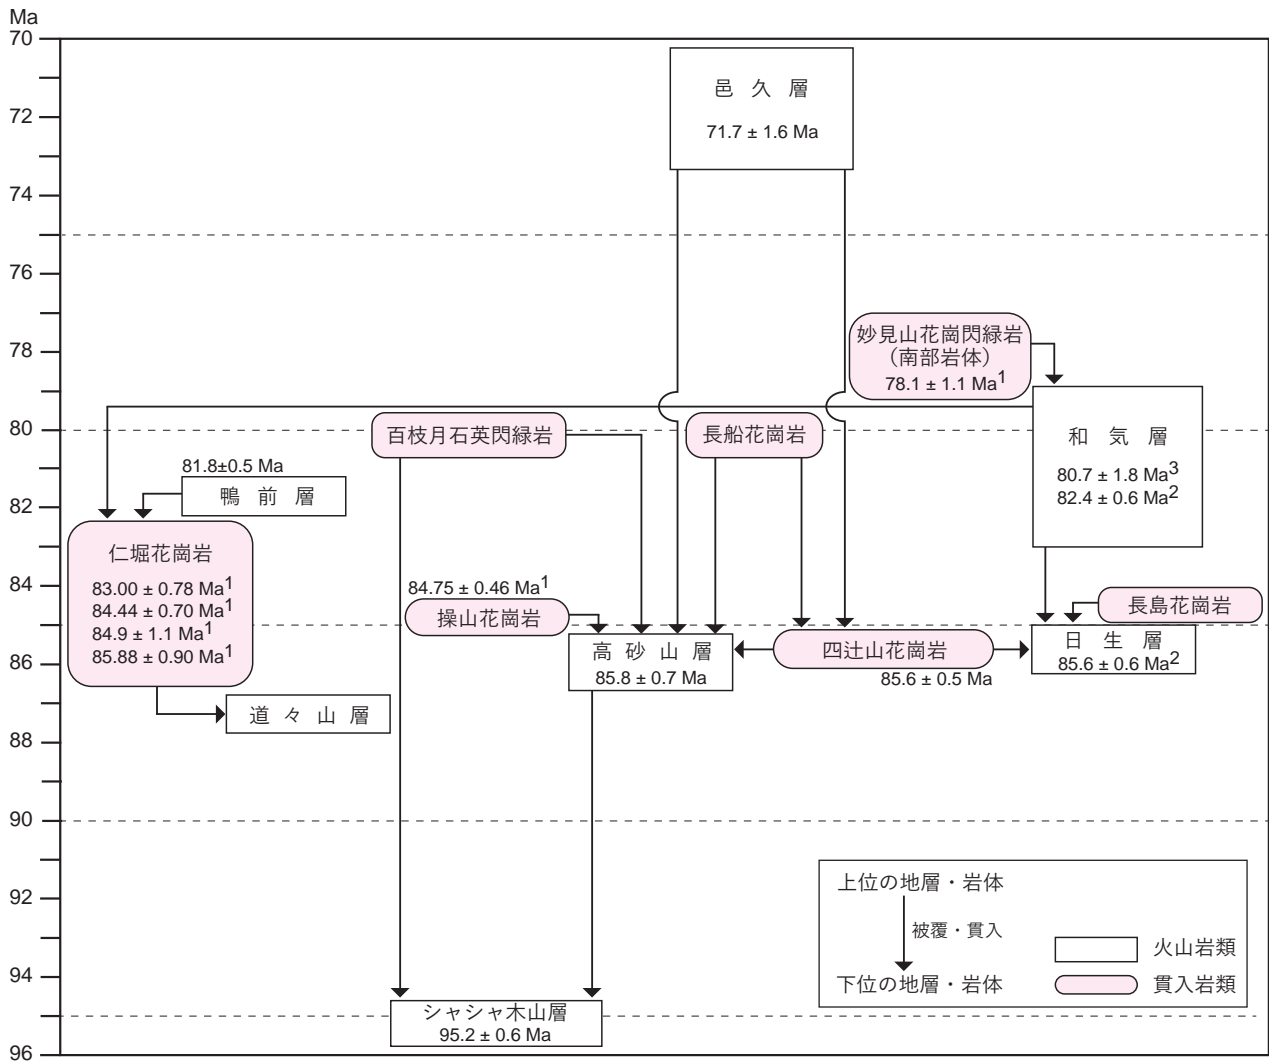 Ma
70
72
74
76
78
80
82
84
86
88
90
92
94
96
邑久層
71.7 ± 1.6 Ma
妙見山花崗閃緑岩
（南部岩体）
78.1 ± 1.1 Ma1
百枝月石英閃緑岩
長船花崗岩
和気層
80.7 ± 1.8 Ma3
82.4 ± 0.6 Ma2
81.8±0.5 Ma
鴨前層
仁堀花崗岩
83.00 ± 0.78 Ma1
84.44 ± 0.70 Ma1
84.9 ± 1.1 Ma1
85.88 ± 0.90 Ma1
84.75 ± 0.46 Ma1
操山花崗岩
長島花崗岩
高砂山層
85.8 ± 0.7 Ma
四辻山花崗岩
85.6 ± 0.5 Ma
日生層
85.6 ± 0.6 Ma2
道々山層
シャシャ木山層
95.2 ± 0.6 Ma
上位の地層・岩体
被覆・貫入
下位の地層・岩体
火山岩類
貫入岩類